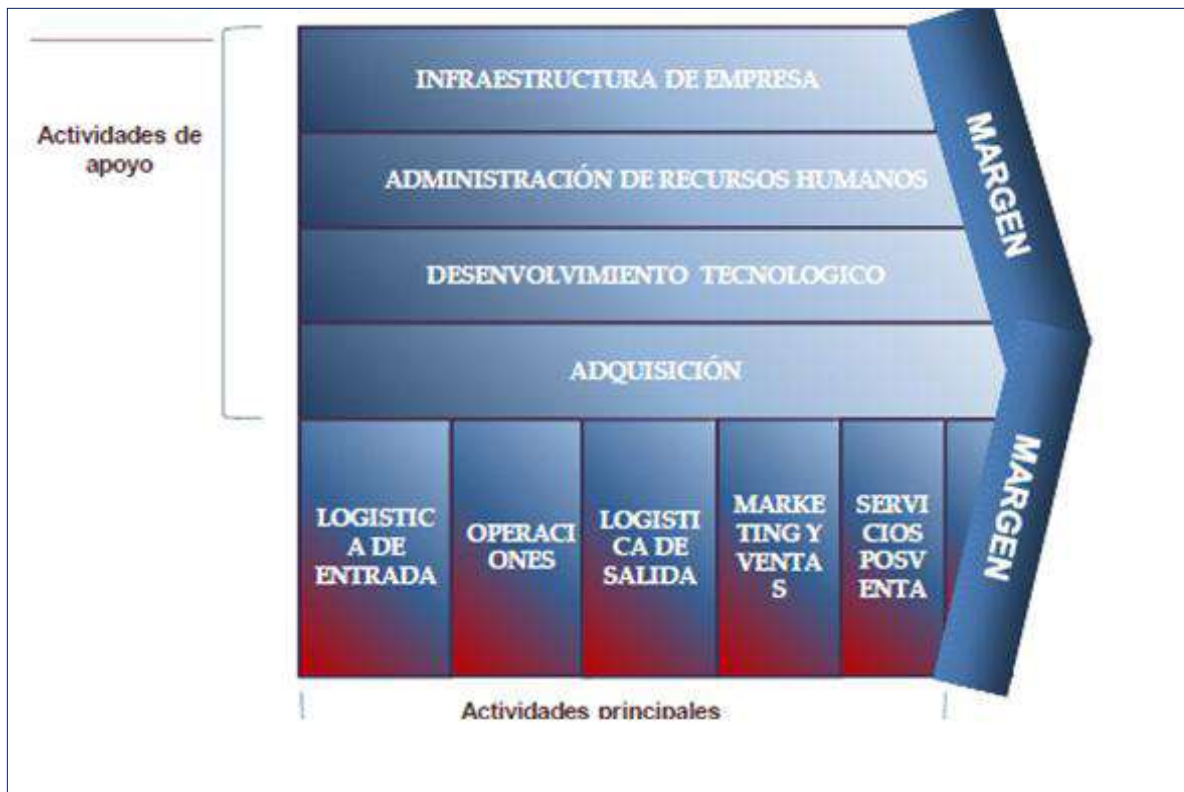 Actividades de
apoyo
INFRAESTRUCTURA DE EMPRESA
ADMINISTRACIÓN DE RECURSOS HUMANOS
DESENVOLVIMIENTO TECNOLOGICO
ADQUISICIÓN
MARGEN
LOGISTIC
A DE
ENTRADA
OPERACI
ONES
LOGISTI
CA DE
SALIDA
MARKE
TING Y
VENTA
S
SERVI
CIOS
POSV
ENTA
MARGEN
Actividades principales